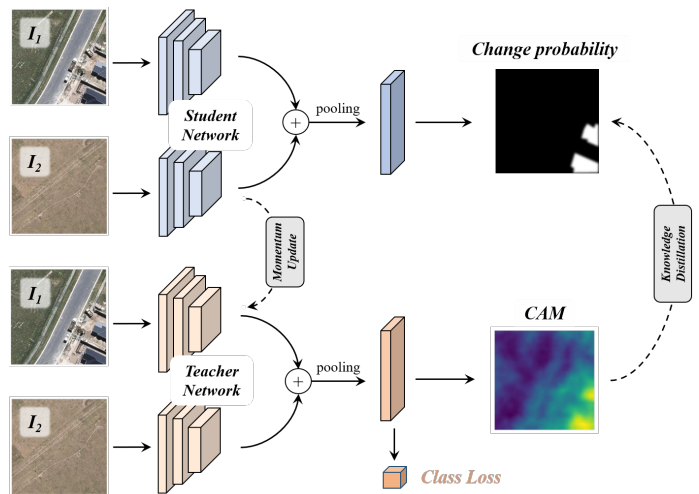 I1
Student
Network
+
pooling
Change probability
I2
Momentum
Update
Knowledge
Distillation
I1
Teacher
Network
+
pooling
CAM
I2
Class Loss